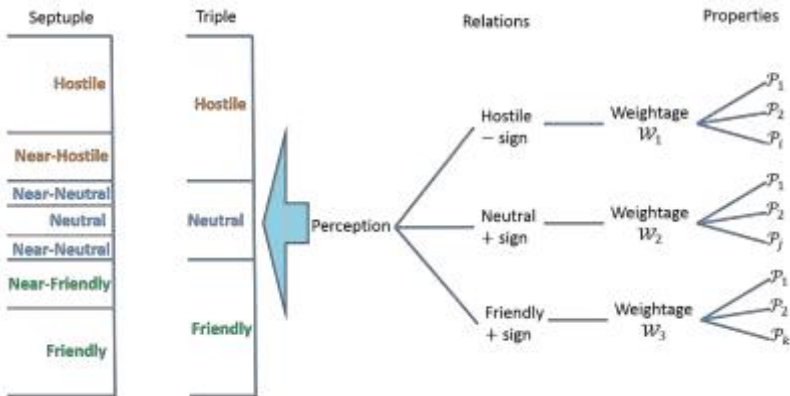 Septuple
Triple
Relations
Properties
Hostile
Near-Hostile
Near-Neutral
Neutral
Near-Neutral
Near-Friendly
Friendly
Hostile
Neutral
Friendly
Perception
Hostile
− sign
Weightage
𝒲₁
𝒫₁
𝒫₂
𝒫ᵢ
Neutral
+ sign
Weightage
𝒲₂
𝒫₁
𝒫₂
𝒫ⱼ
Friendly
+ sign
Weightage
𝒲₃
𝒫₁
𝒫₂
𝒫ₖ